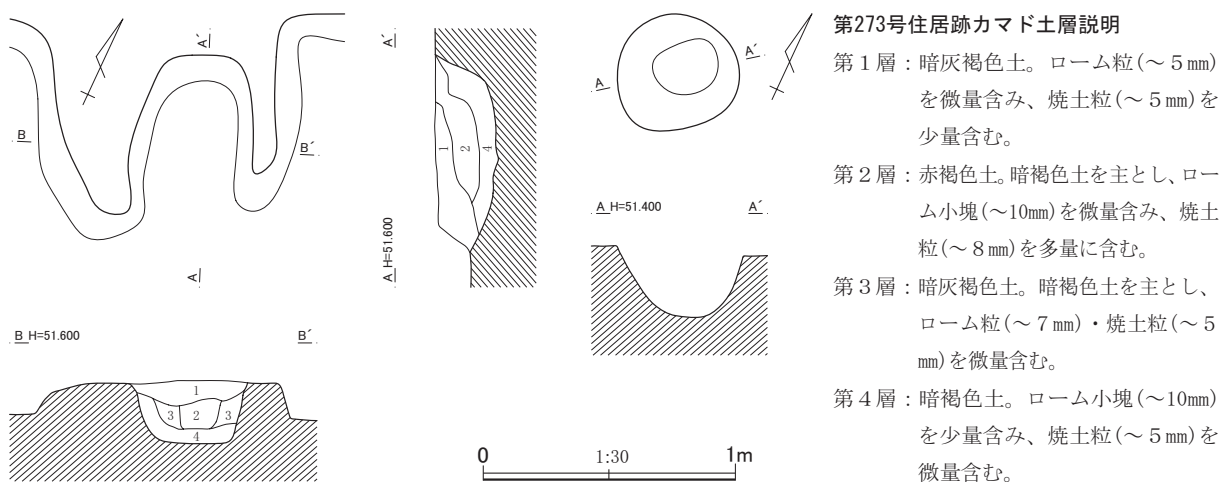 A´
B
B´
A
A´
A H=51.600
1
2
4
B H=51.600
B´
1
3
2
3
4
A
A´
A H=51.400
A´
0
1:30
1m
第273号住居跡カマド土層説明
第1層：暗灰褐色土。ローム粒(～5㎜)
を微量含み、焼土粒(～5㎜)を
少量含む。
第2層：赤褐色土。暗褐色土を主とし、ロー
ム小塊(～10㎜)を微量含み、焼土
粒(～8㎜)を多量に含む。
第3層：暗灰褐色土。暗褐色土を主とし、
ローム粒(～7㎜)・焼土粒(～5
㎜)を微量含む。
第4層：暗褐色土。ローム小塊(～10㎜)
を少量含み、焼土粒(～5㎜)を
微量含む。